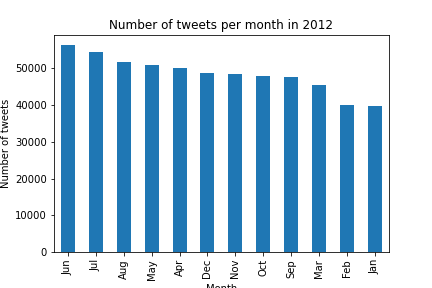 Number of tweets per month in 2012
Number of tweets
50000
40000
30000
20000
10000
0
Jun Jul Aug May Apr Dec Nov Oct Sep Mar Feb Jan
Month